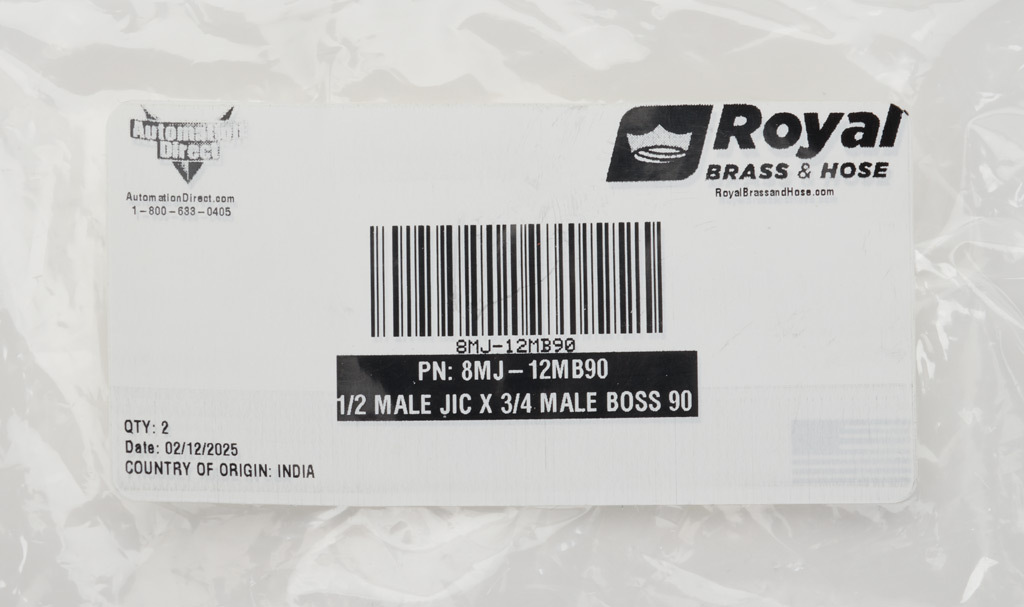 Automation
Direct
AutomationDirect.com
1-800-633-0405
Royal
BRASS & HOSE
RoyalBrassandHose.com
8MJ-12MB90
PN: 8MJ-12MB90
1/2 MALE JIC X 3/4 MALE BOSS 90
QTY: 2
Date: 02/12/2025
COUNTRY OF ORIGIN: INDIA